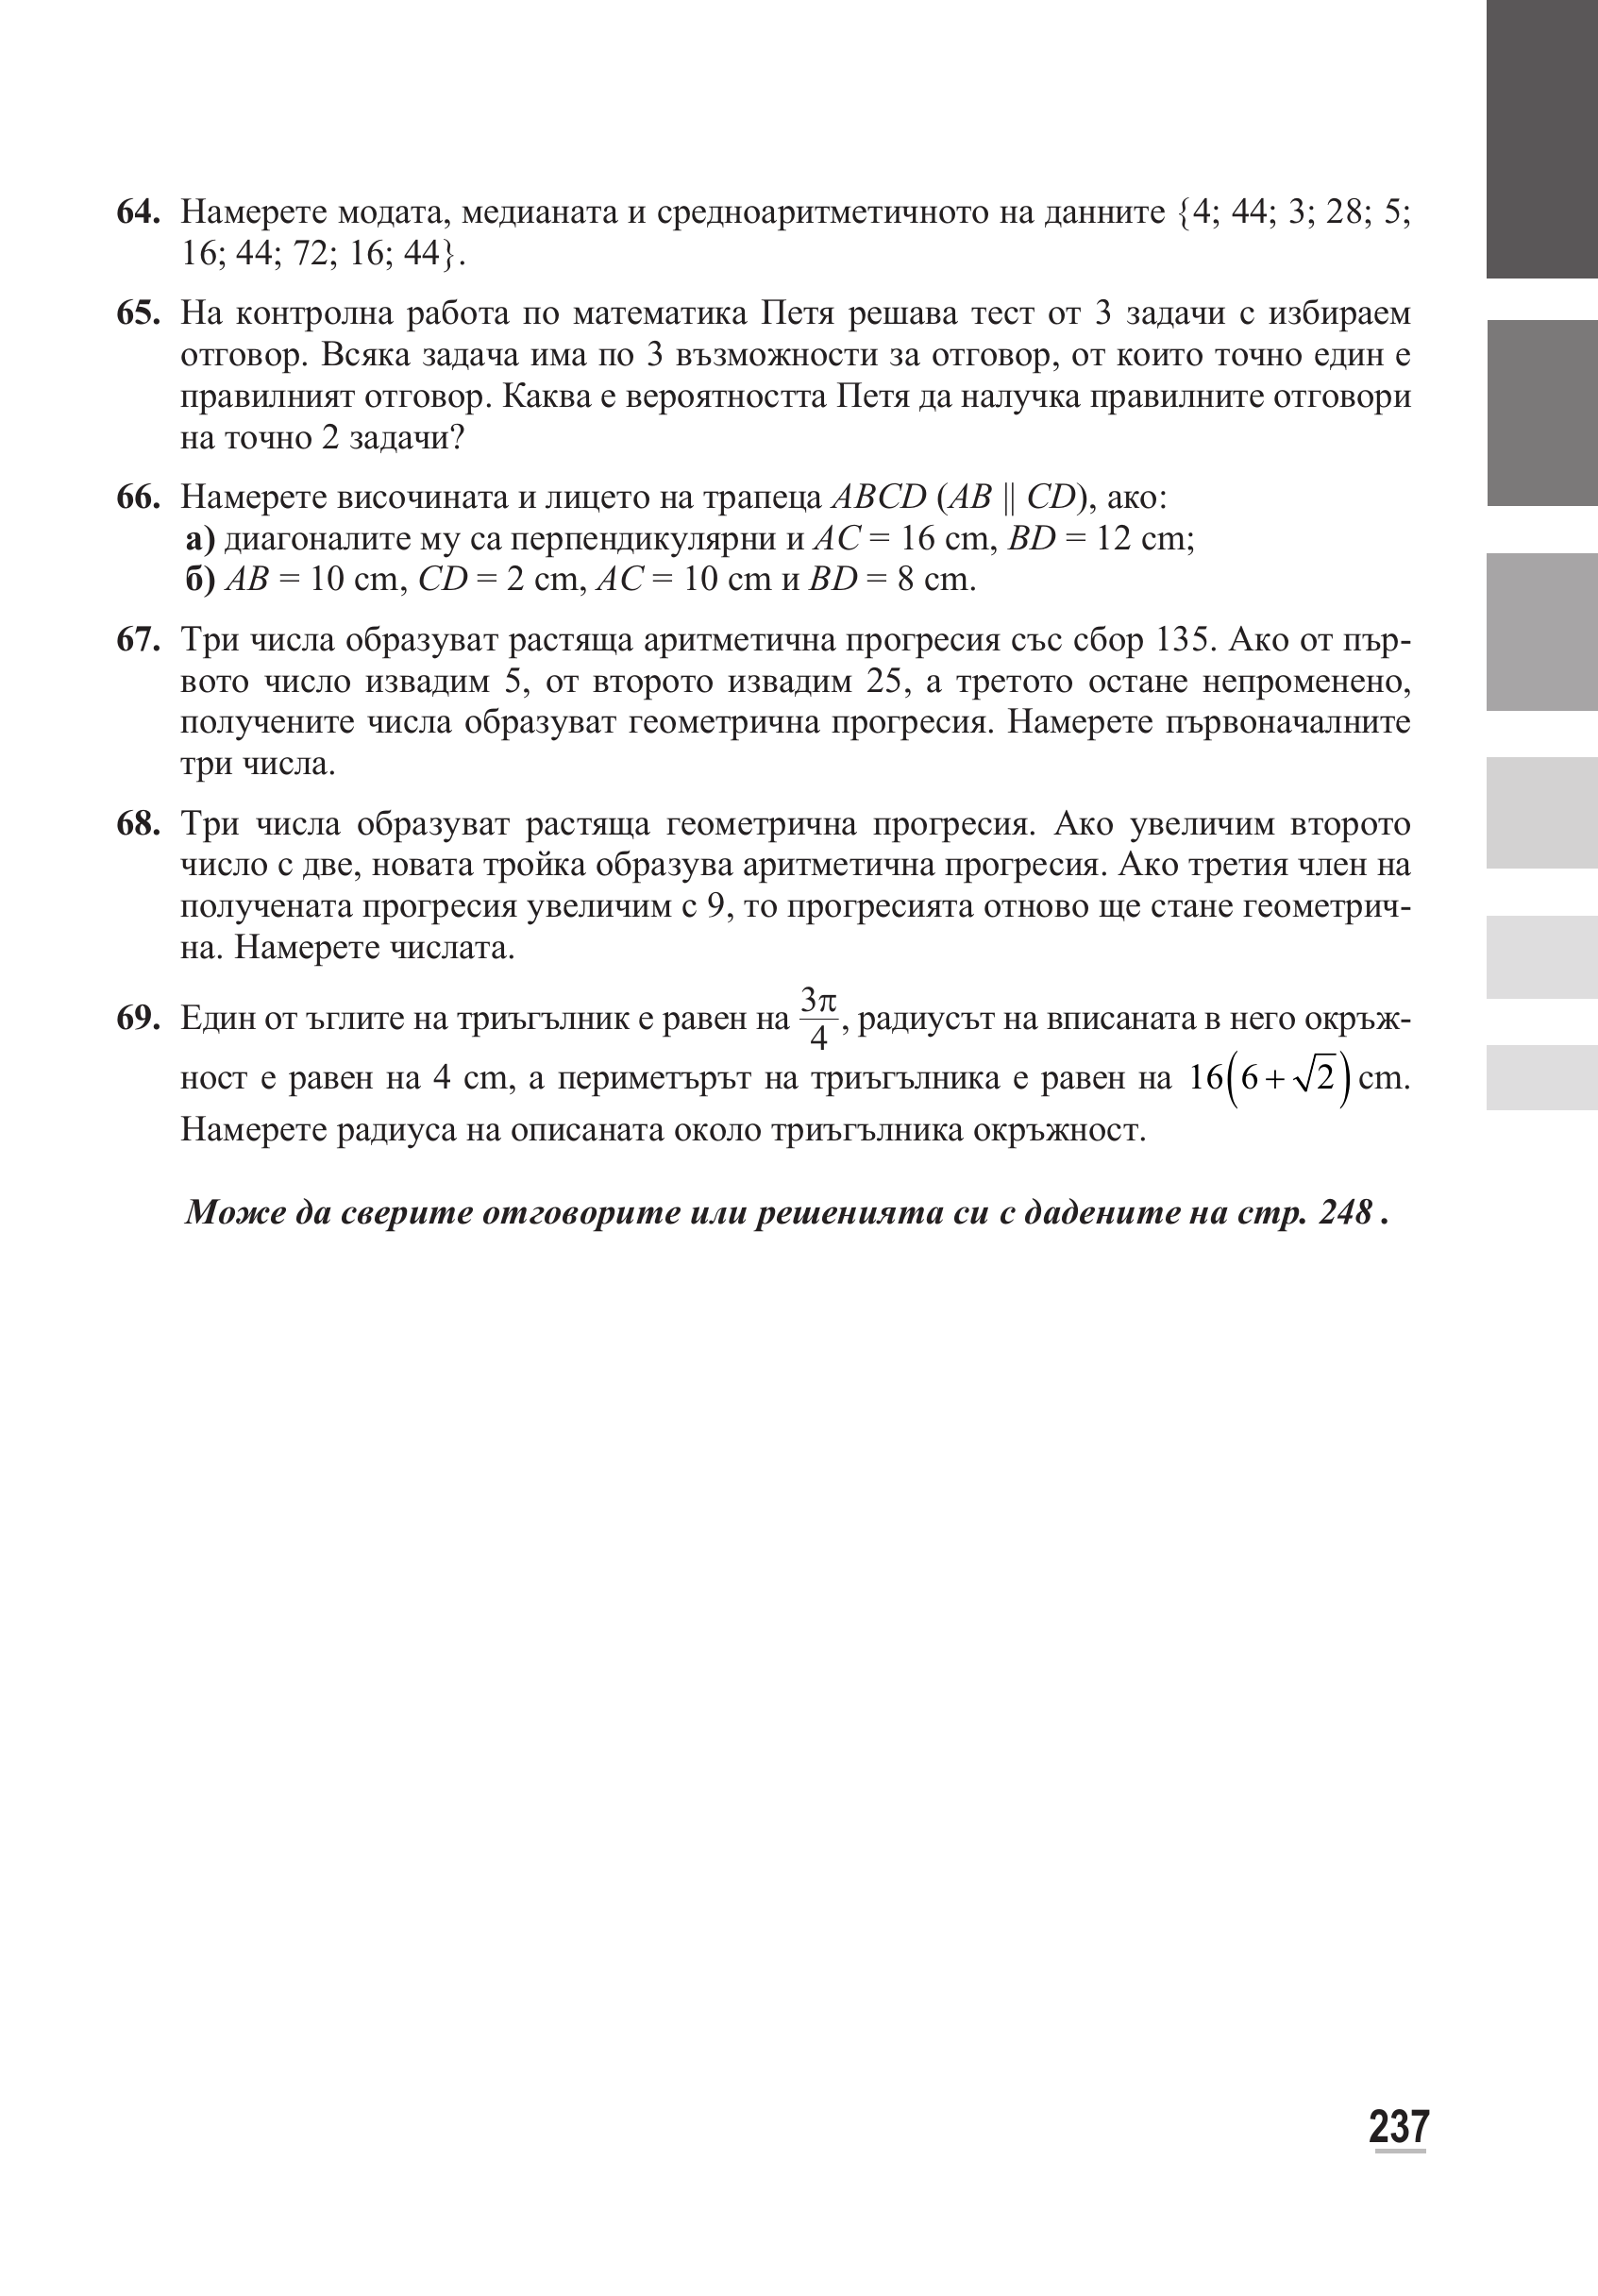 64. Намерете модата, медианата и средноаритметичното на данните {4; 44; 3; 28; 5;
16; 44; 72; 16; 44}.
65. На контролна работа по математика Петя решава тест от 3 задачи с избираем
отговор. Всяка задача има по 3 възможности за отговор, от които точно един е
правилният отговор. Каква е вероятността Петя да налучка правилните отговори
на точно 2 задачи?
66. Намерете височината и лицето на трапеца ABCD (AB || CD), ако:
а) диагоналите му са перпендикулярни и AC = 16 cm, BD = 12 cm;
б) AB = 10 cm, CD = 2 cm, AC = 10 cm и BD = 8 cm.
67. Три числа образуват растяща аритметична прогресия със сбор 135. Ако от пър-
вото число извадим 5, от второто извадим 25, а третото остане непроменено,
получените числа образуват геометрична прогресия. Намерете първоначалните
три числа.
68. Три числа образуват растяща геометрична прогресия. Ако увеличим второто
число с две, новата тройка образува аритметична прогресия. Ако третия член на
получената прогресия увеличим с 9, то прогресията отново ще стане геометрич-
на. Намерете числата.
69. Един от ъглите на триъгълник е равен на 3π/4, радиусът на вписаната в него окръж-
ност е равен на 4 cm, а периметърът на триъгълника е равен на 16(6 + √2) cm.
Намерете радиуса на описаната около триъгълника окръжност.
Може да сверите отговорите или решенията си с дадените на стр. 248 .
237